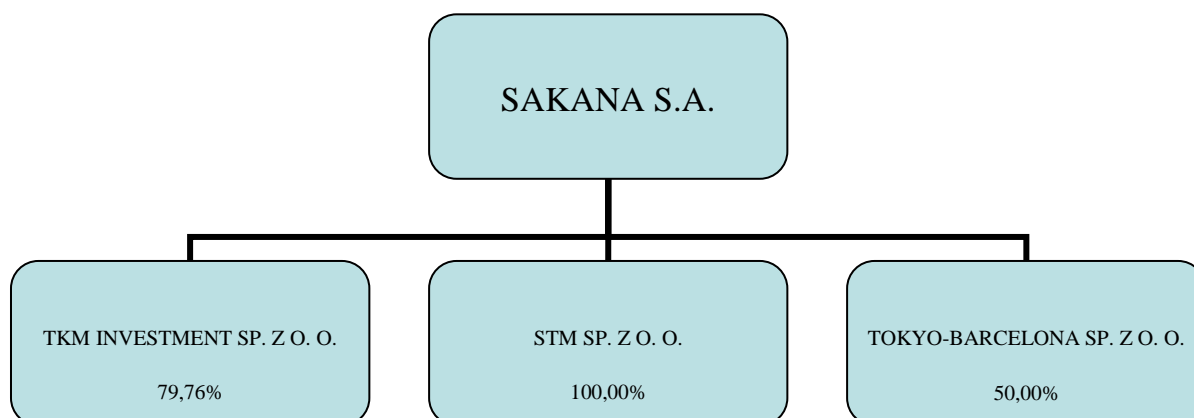 SAKANA S.A.
TKM INVESTMENT SP. Z O. O.
79,76%
STM SP. Z O. O.
100,00%
TOKYO-BARCELONA SP. Z O. O.
50,00%